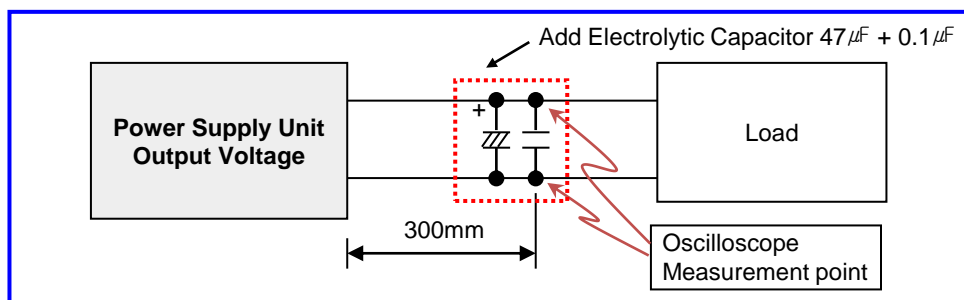 Add Electrolytic Capacitor 47㎌ + 0.1㎌
Power Supply Unit
Output Voltage
+
Load
300mm
Oscilloscope
Measurement point